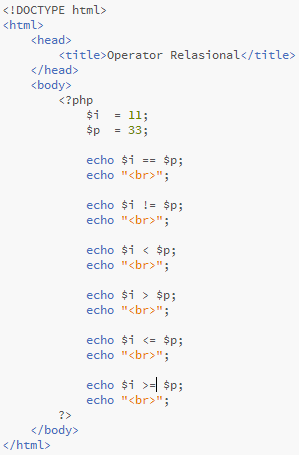 <!DOCTYPE html>
<html>
    <head>
        <title>Operator Relasional</title>
    </head>
    <body>
        <?php
            $i  = 11;
            $p  = 33;

            echo $i == $p;
            echo "<br>";

            echo $i != $p;
            echo "<br>";

            echo $i < $p;
            echo "<br>";

            echo $i > $p;
            echo "<br>";

            echo $i <= $p;
            echo "<br>";

            echo $i >= $p;
            echo "<br>";
        ?>
    </body>
</html>